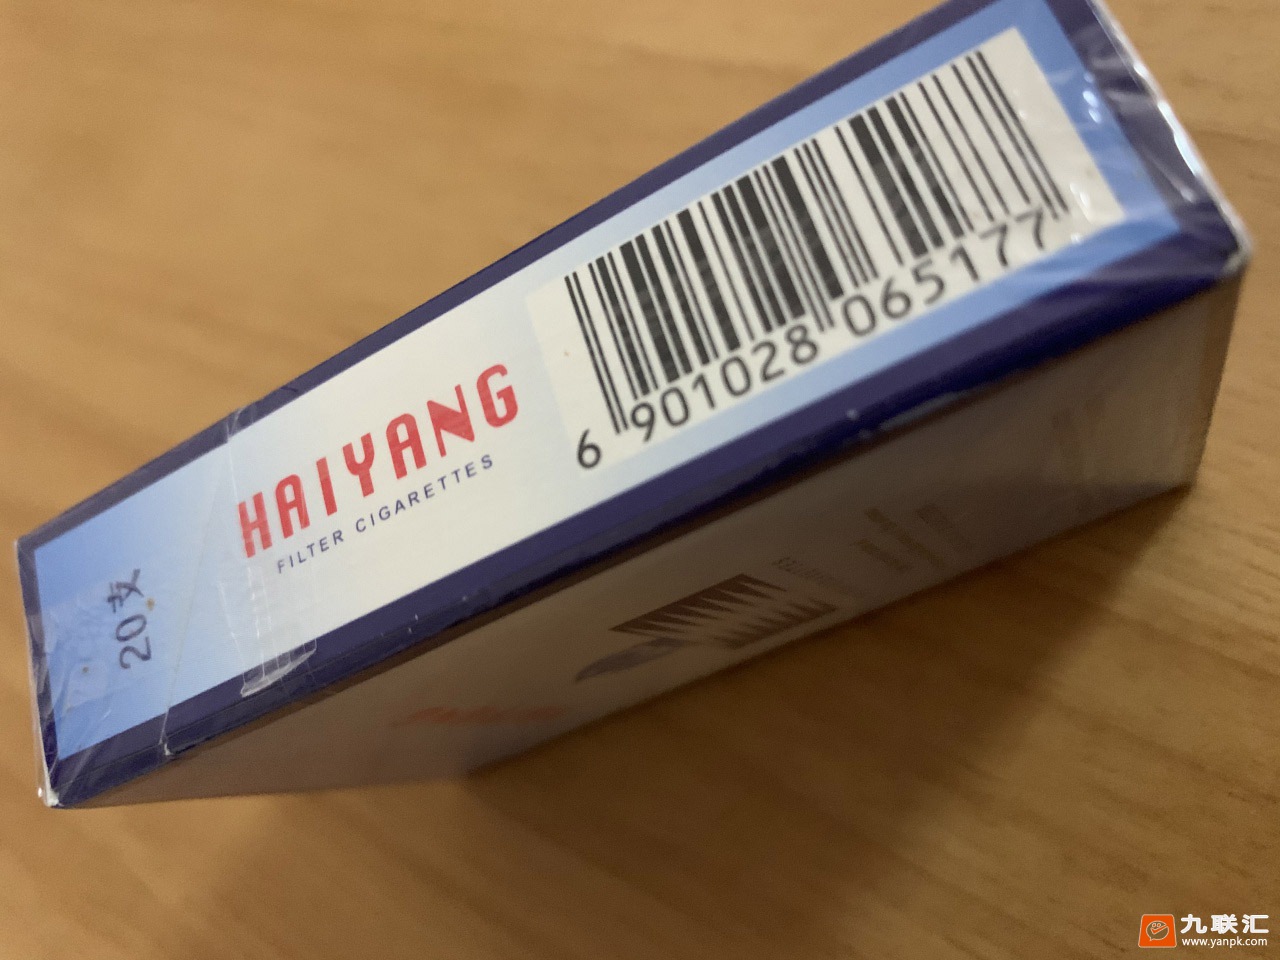 HAIYANG
FILTER CIGARETTES
20支
6 901028 065177
九联汇
www.yanpk.com